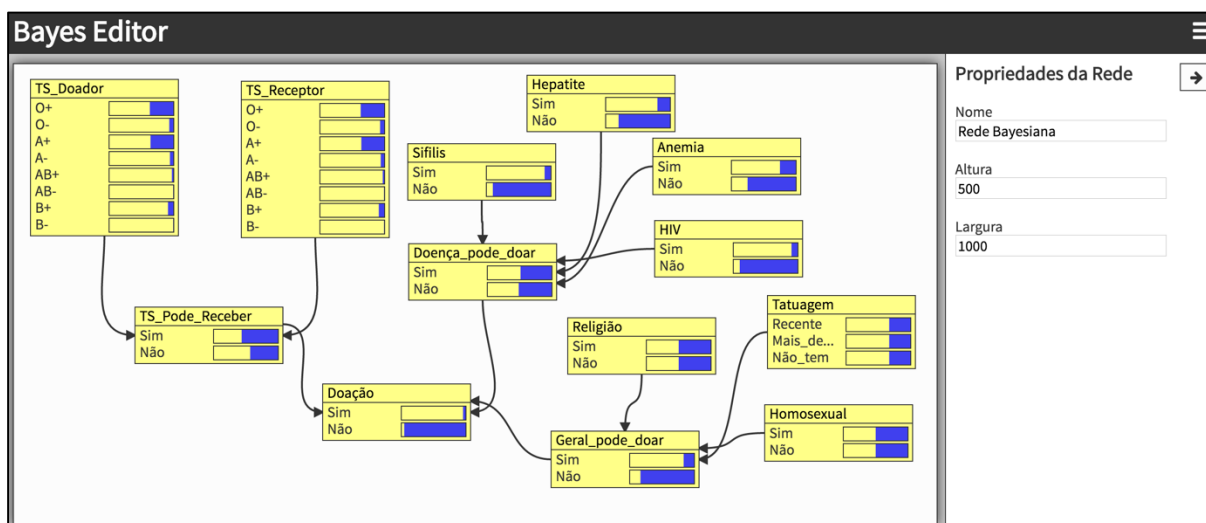 Bayes Editor
TS_Doador
O+
O-
A+
A-
AB+
AB-
B+
B-
TS_Receptor
O+
O-
A+
A-
AB+
AB-
B+
B-
Hepatite
Sim
Não
Sifilis
Sim
Não
Anemia
Sim
Não
HIV
Sim
Não
Doença_pode_doar
Sim
Não
TS_Pode_Receber
Sim
Não
Religião
Sim
Não
Tatuagem
Recente
Mais_de...
Não_tem
Doação
Sim
Não
Homosexual
Sim
Não
Geral_pode_doar
Sim
Não
Propriedades da Rede
Nome
Rede Bayesiana
Altura
500
Largura
1000